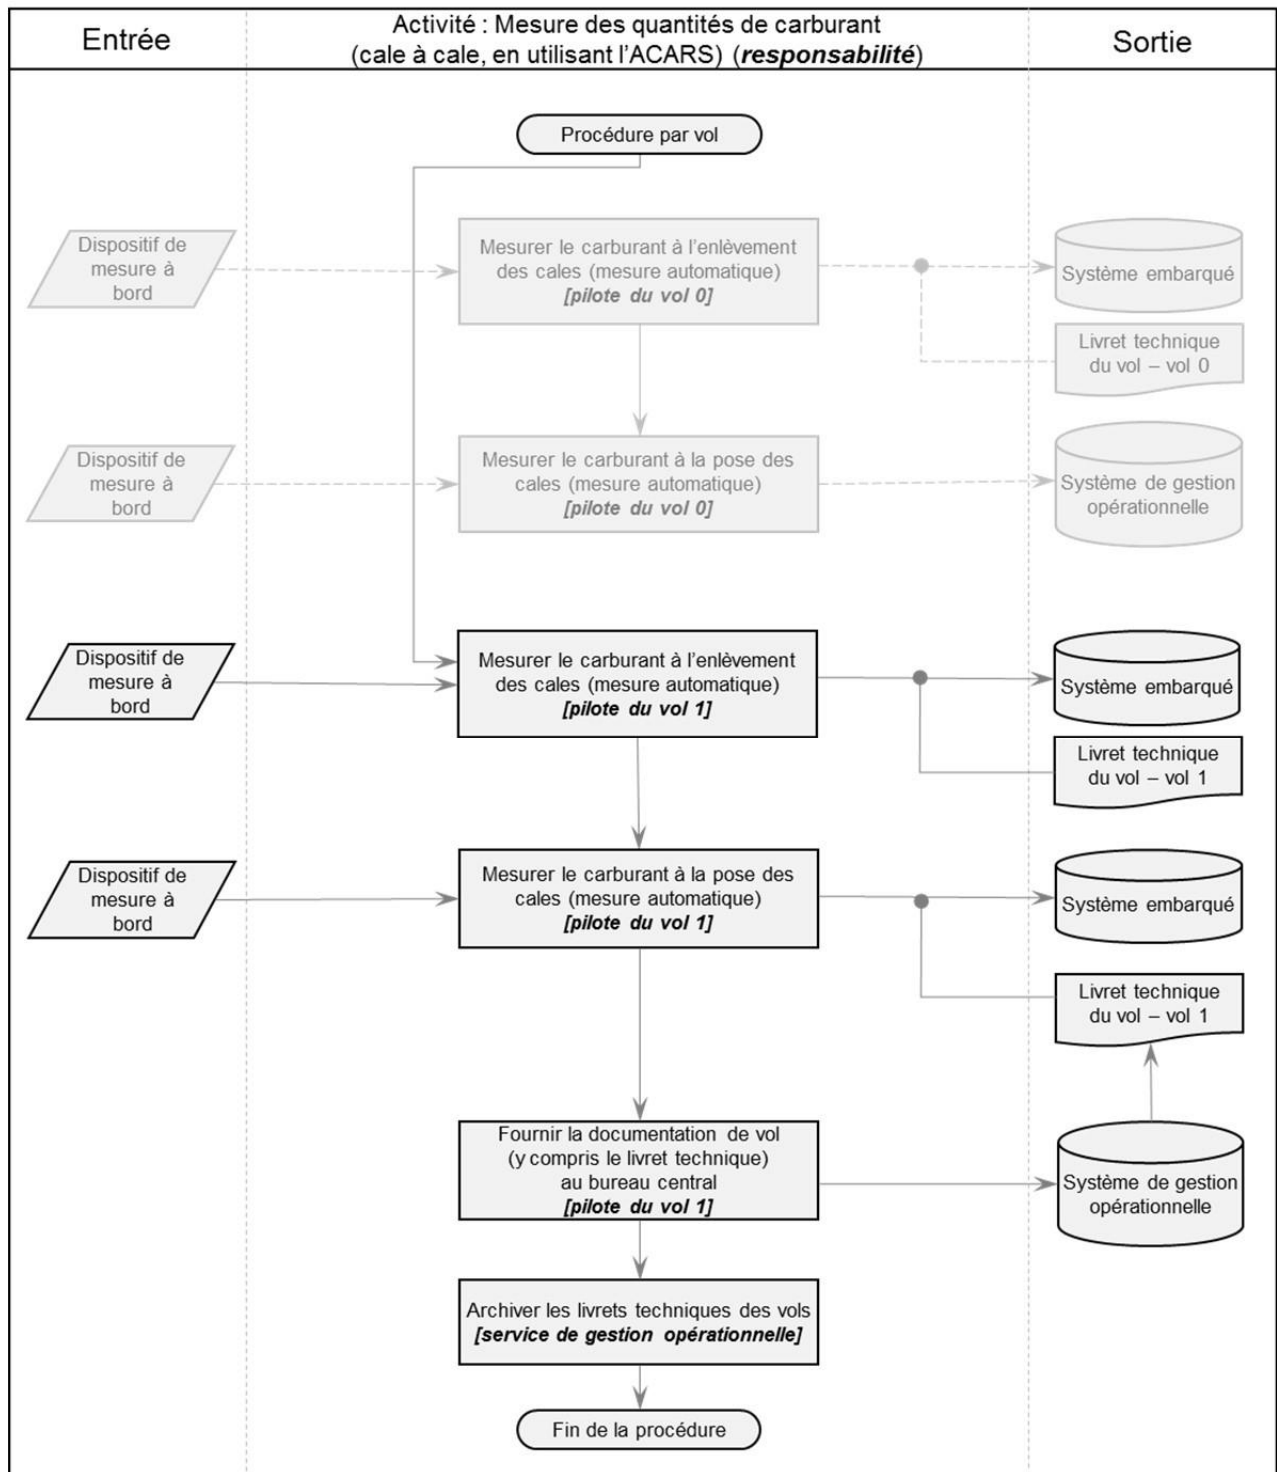 Entrée
Activité : Mesure des quantités de carburant
(cale à cale, en utilisant l’ACARS) (responsabilité)
Sortie
Procédure par vol
Dispositif de
mesure à
bord
Mesurer le carburant à l’enlèvement
des cales (mesure automatique)
[pilote du vol 0]
Système embarqué
Livret technique
du vol – vol 0
Dispositif de
mesure à
bord
Mesurer le carburant à la pose des
cales (mesure automatique)
[pilote du vol 0]
Système de gestion
opérationnelle
Dispositif de
mesure à
bord
Mesurer le carburant à l’enlèvement
des cales (mesure automatique)
[pilote du vol 1]
Système embarqué
Livret technique
du vol – vol 1
Dispositif de
mesure à
bord
Mesurer le carburant à la pose des
cales (mesure automatique)
[pilote du vol 1]
Système embarqué
Livret technique
du vol – vol 1
Fournir la documentation de vol
(y compris le livret technique)
au bureau central
[pilote du vol 1]
Système de gestion
opérationnelle
Archiver les livrets techniques des vols
[service de gestion opérationnelle]
Fin de la procédure